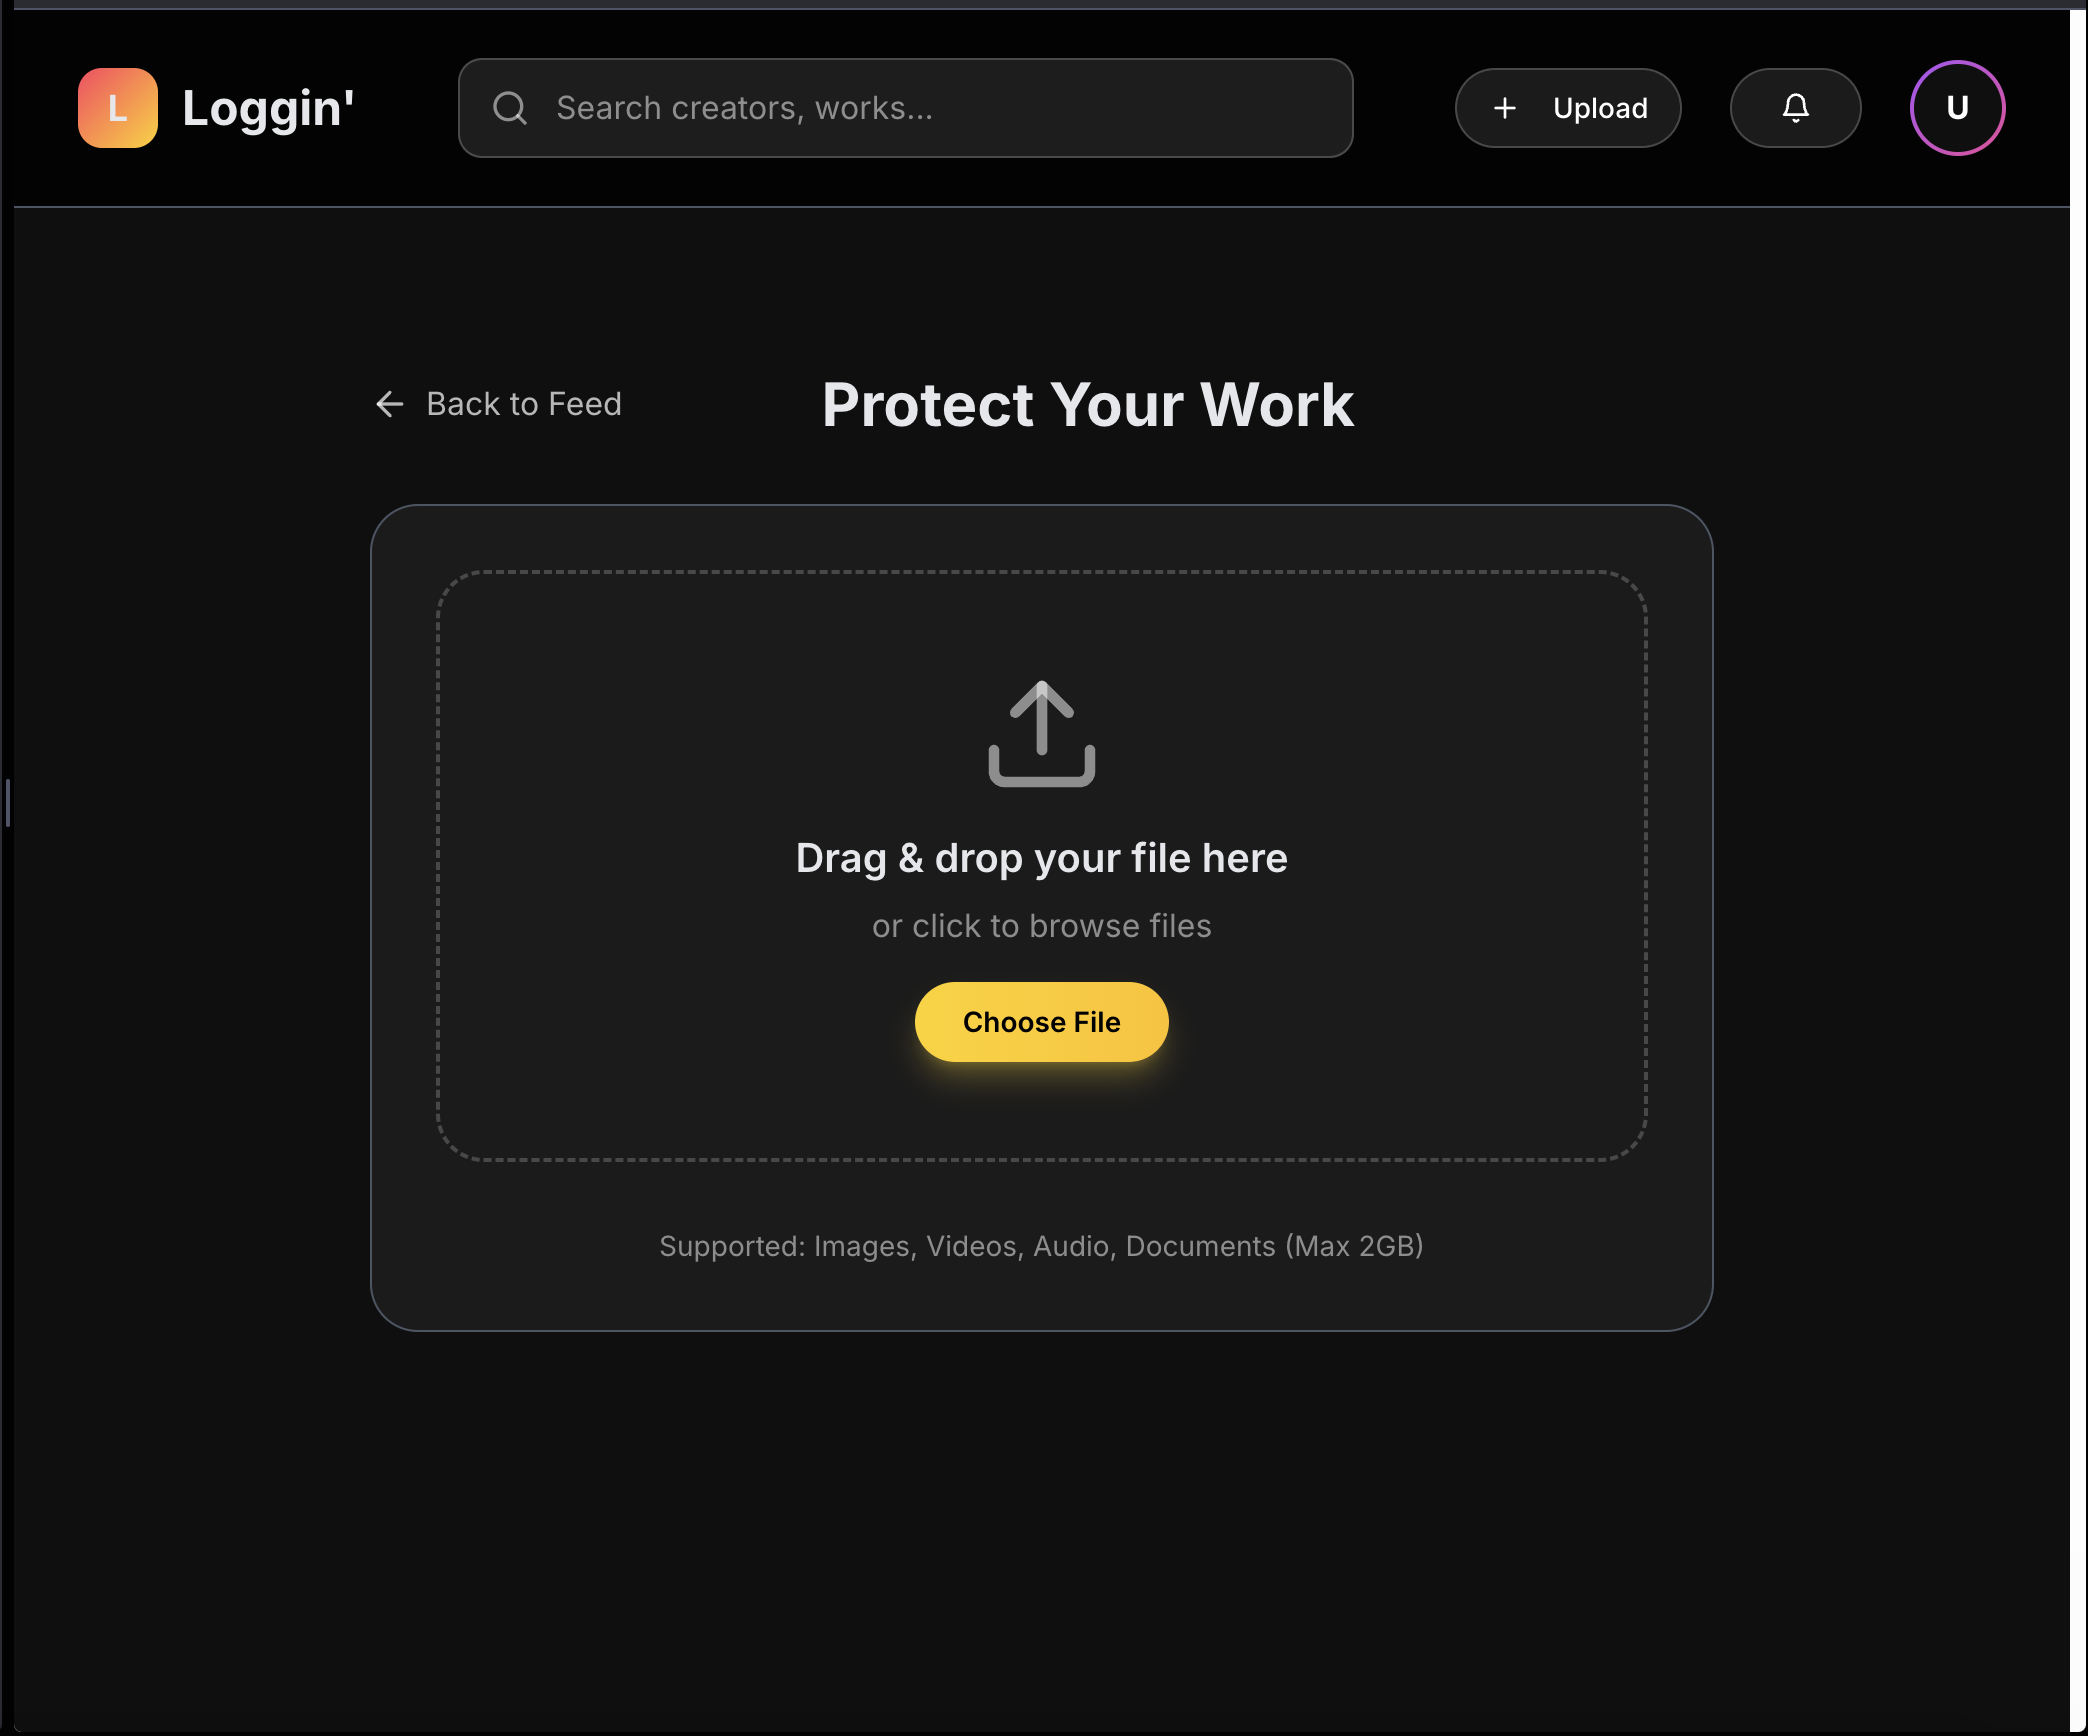 L Loggin' Search creators, works... Upload U
Back to Feed Protect Your Work
Drag & drop your file here
or click to browse files
Choose File
Supported: Images, Videos, Audio, Documents (Max 2GB)